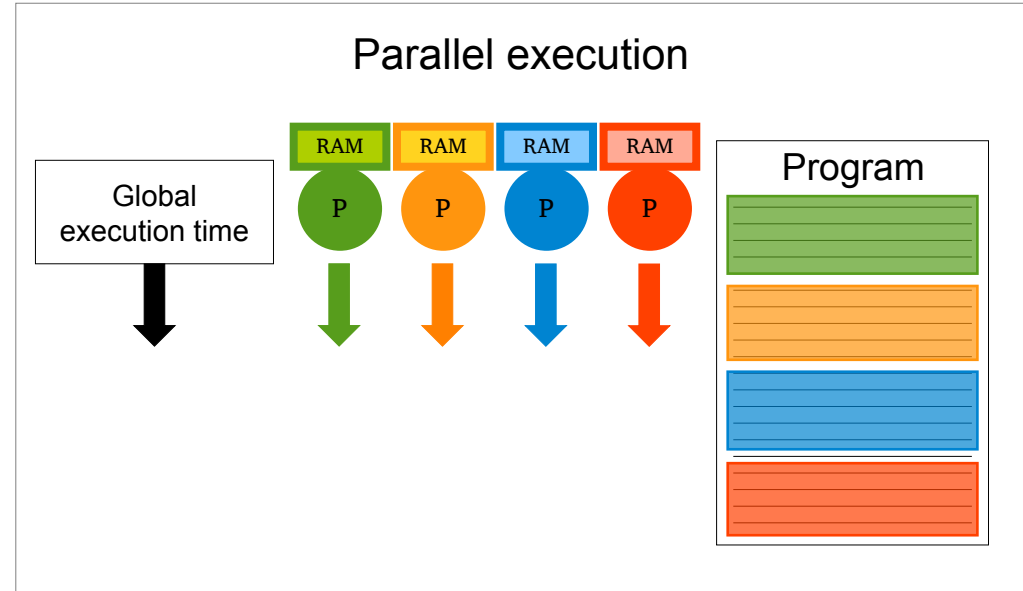 Parallel execution
RAM RAM RAM RAM
Program
Global
execution time
P P P P